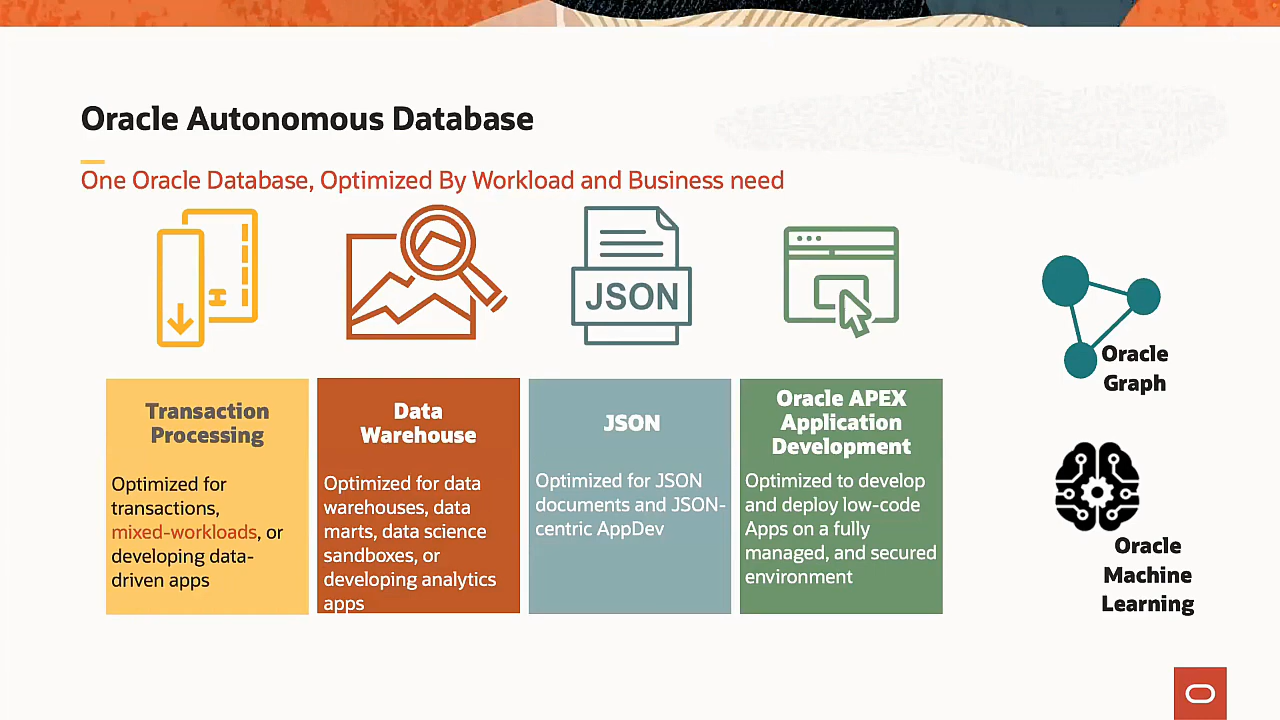 Oracle Autonomous Database
One Oracle Database, Optimized By Workload and Business need
JSON
Transaction
Processing
Optimized for
transactions,
mixed-workloads, or
developing data-
driven apps
Data
Warehouse
Optimized for data
warehouses, data
marts, data science
sandboxes, or
developing analytics
apps
JSON
Optimized for JSON
documents and JSON-
centric AppDev
Oracle APEX
Application
Development
Optimized to develop
and deploy low-code
Apps on a fully
managed, and secured
environment
Oracle
Graph
Oracle
Machine
Learning